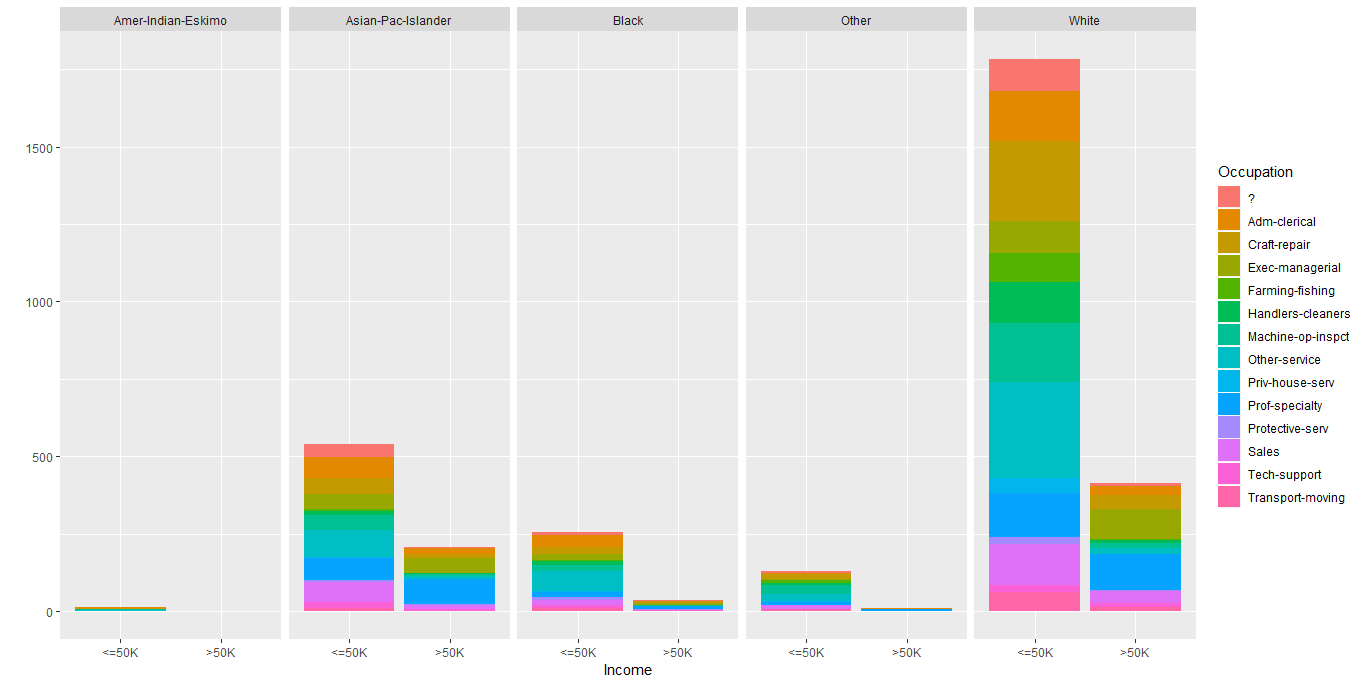 Amer-Indian-Eskimo
Asian-Pac-Islander
Black
Other
White
1500
1000
500
0
<=50K
>50K
<=50K
>50K
<=50K
>50K
<=50K
>50K
<=50K
>50K
Income
Occupation
?
Adm-clerical
Craft-repair
Exec-managerial
Farming-fishing
Handlers-cleaners
Machine-op-inspct
Other-service
Priv-house-serv
Prof-specialty
Protective-serv
Sales
Tech-support
Transport-moving